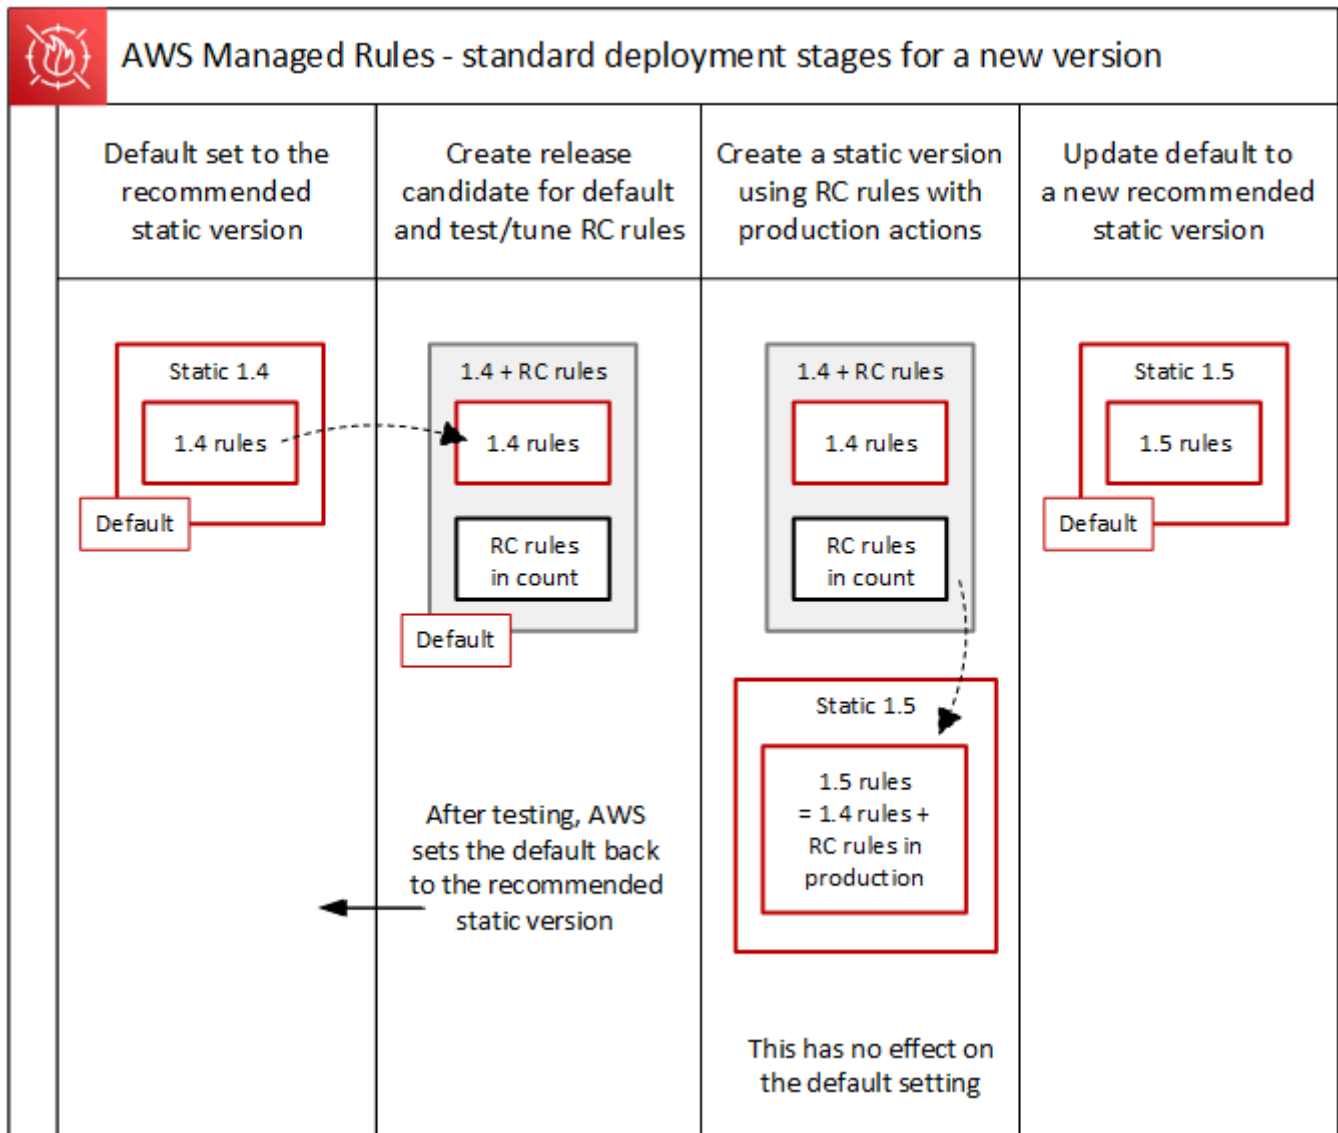 AWS Managed Rules - standard deployment stages for a new version
Default set to the
recommended
static version
Create release
candidate for default
and test/tune RC rules
Create a static version
using RC rules with
production actions
Update default to
a new recommended
static version
Static 1.4
1.4 rules
Default
1.4 + RC rules
1.4 rules
RC rules
in count
Default
After testing, AWS
sets the default back
to the recommended
static version
1.4 + RC rules
1.4 rules
RC rules
in count
Static 1.5
1.5 rules
= 1.4 rules +
RC rules in
production
This has no effect on
the default setting
Static 1.5
1.5 rules
Default